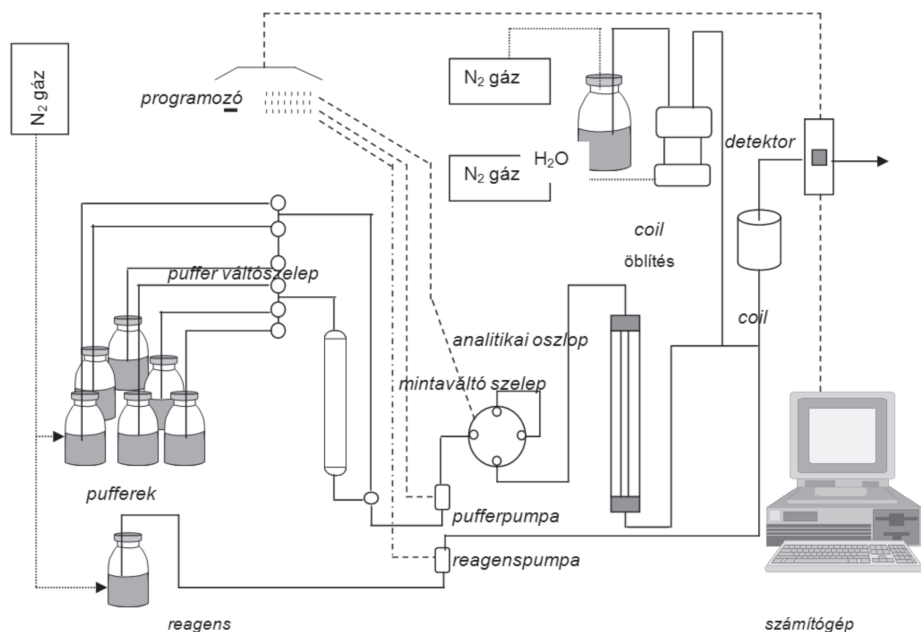 N₂ gáz
programozó
N₂ gáz
N₂ gáz
H₂O
detektor
coil
öblítés
puffer váltószelep
coil
analitikai oszlop
mintaváltó szelep
pufferek
pufferpumpa
reagenspumpa
reagens
számítógép